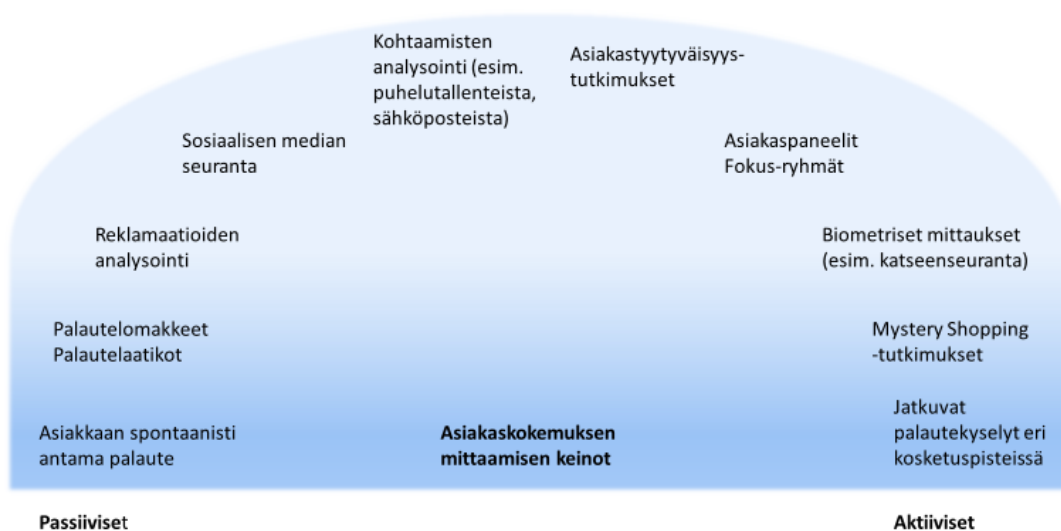 Kohtaamisten
analysointi (esim.
puhelutallenteista,
sähköposteista)
Asiakastyytyväisyys-
tutkimukset
Sosiaalisen median
seuranta
Asiakaspaneelit
Fokus-ryhmät
Reklamaatioiden
analysointi
Biometriset mittaukset
(esim. katseenseuranta)
Palautelomakkeet
Palautelaatikot
Mystery Shopping
-tutkimukset
Asiakkaan spontaanisti
antama palaute
Asiakaskokemuksen
mittaamisen keinot
Jatkuvat
palautekyselyt eri
kosketuspisteissä
Passiiviset
Aktiiviset